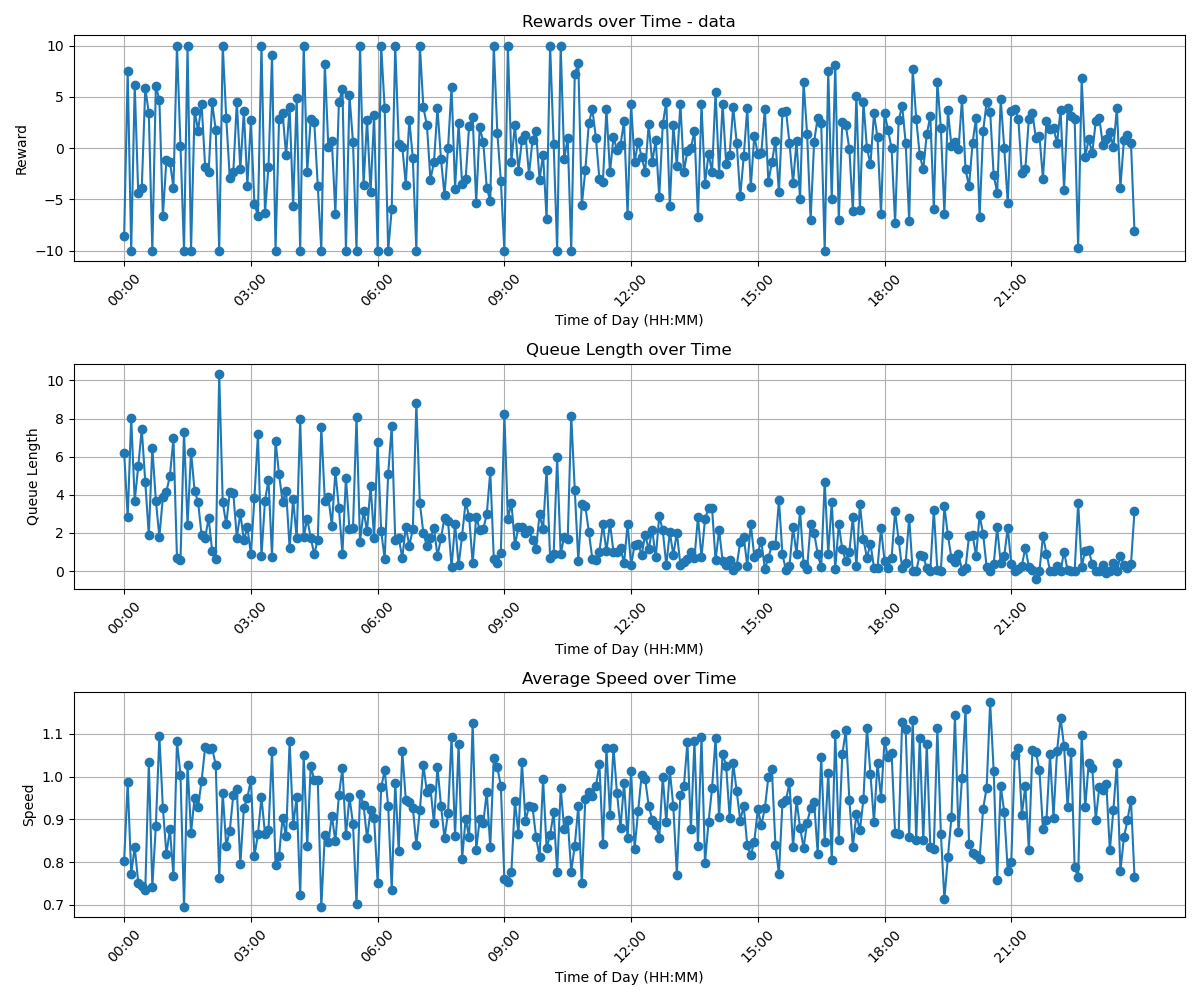 Rewards over Time - data
Reward
10
5
0
−5
−10
00:00 03:00 06:00 09:00 12:00 15:00 18:00 21:00
Time of Day (HH:MM)
Queue Length over Time
Queue Length
10
8
6
4
2
0
00:00 03:00 06:00 09:00 12:00 15:00 18:00 21:00
Time of Day (HH:MM)
Average Speed over Time
Speed
1.1
1.0
0.9
0.8
0.7
00:00 03:00 06:00 09:00 12:00 15:00 18:00 21:00
Time of Day (HH:MM)